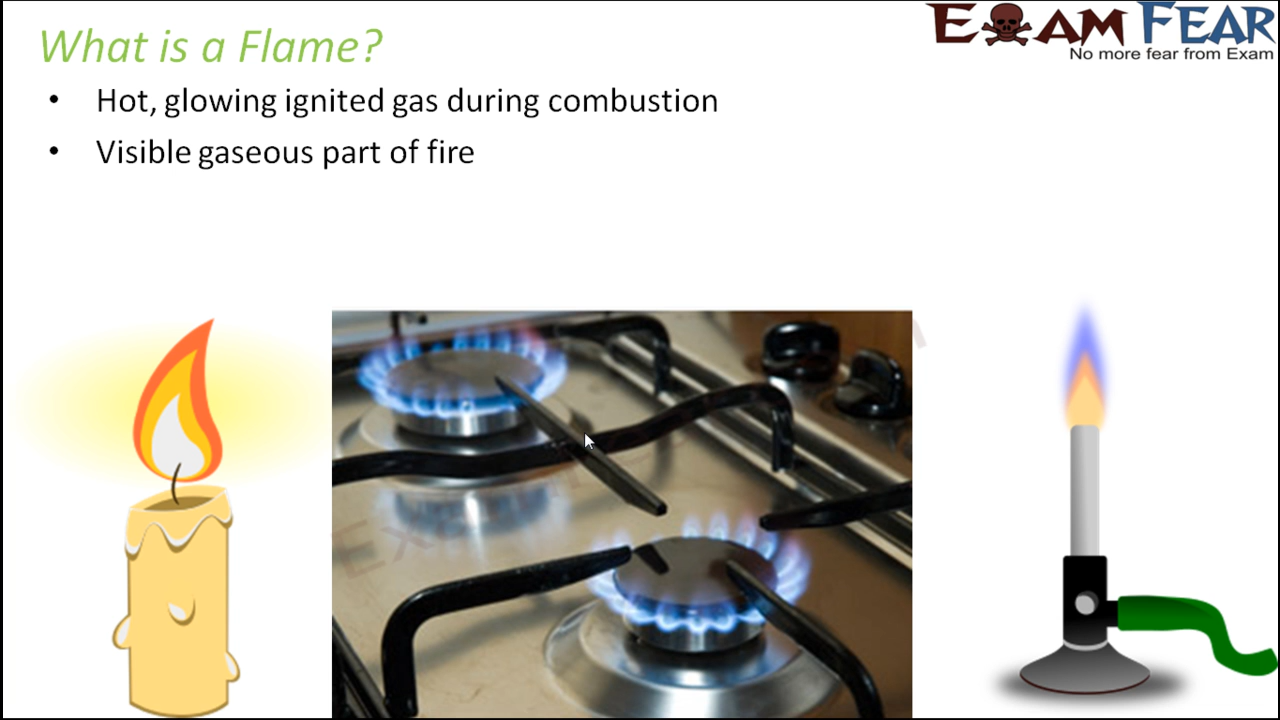 What is a Flame?
EXAM FEAR
No more fear from Exam
• Hot, glowing ignited gas during combustion
• Visible gaseous part of fire